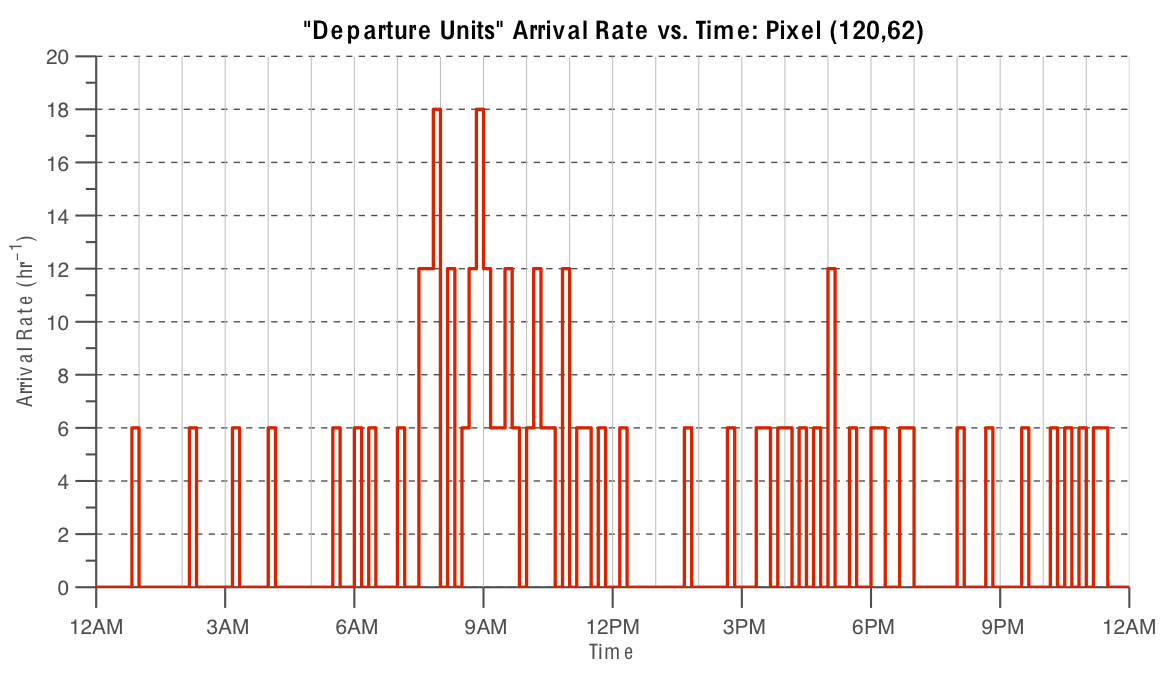 "Departure Units" Arrival Rate vs. Time: Pixel (120,62)
20
18
16
14
12
10
8
6
4
2
0
Arrival Rate (hr⁻¹)
12AM 3AM 6AM 9AM 12PM 3PM 6PM 9PM 12AM
Time